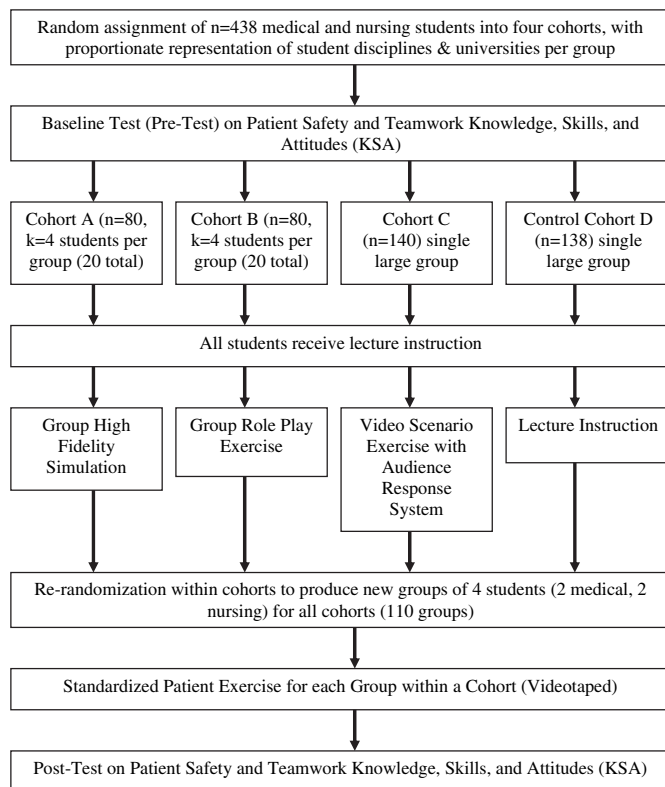 Random assignment of n=438 medical and nursing students into four cohorts, with
proportionate representation of student disciplines & universities per group
Baseline Test (Pre-Test) on Patient Safety and Teamwork Knowledge, Skills, and
Attitudes (KSA)
Cohort A (n=80,
k=4 students per
group (20 total)
Cohort B (n=80,
k=4 students per
group (20 total)
Cohort C
(n=140) single
large group
Control Cohort D
(n=138) single
large group
All students receive lecture instruction
Group High
Fidelity
Simulation
Group Role Play
Exercise
Video Scenario
Exercise with
Audience
Response
System
Lecture Instruction
Re-randomization within cohorts to produce new groups of 4 students (2 medical, 2
nursing) for all cohorts (110 groups)
Standardized Patient Exercise for each Group within a Cohort (Videotaped)
Post-Test on Patient Safety and Teamwork Knowledge, Skills, and Attitudes (KSA)